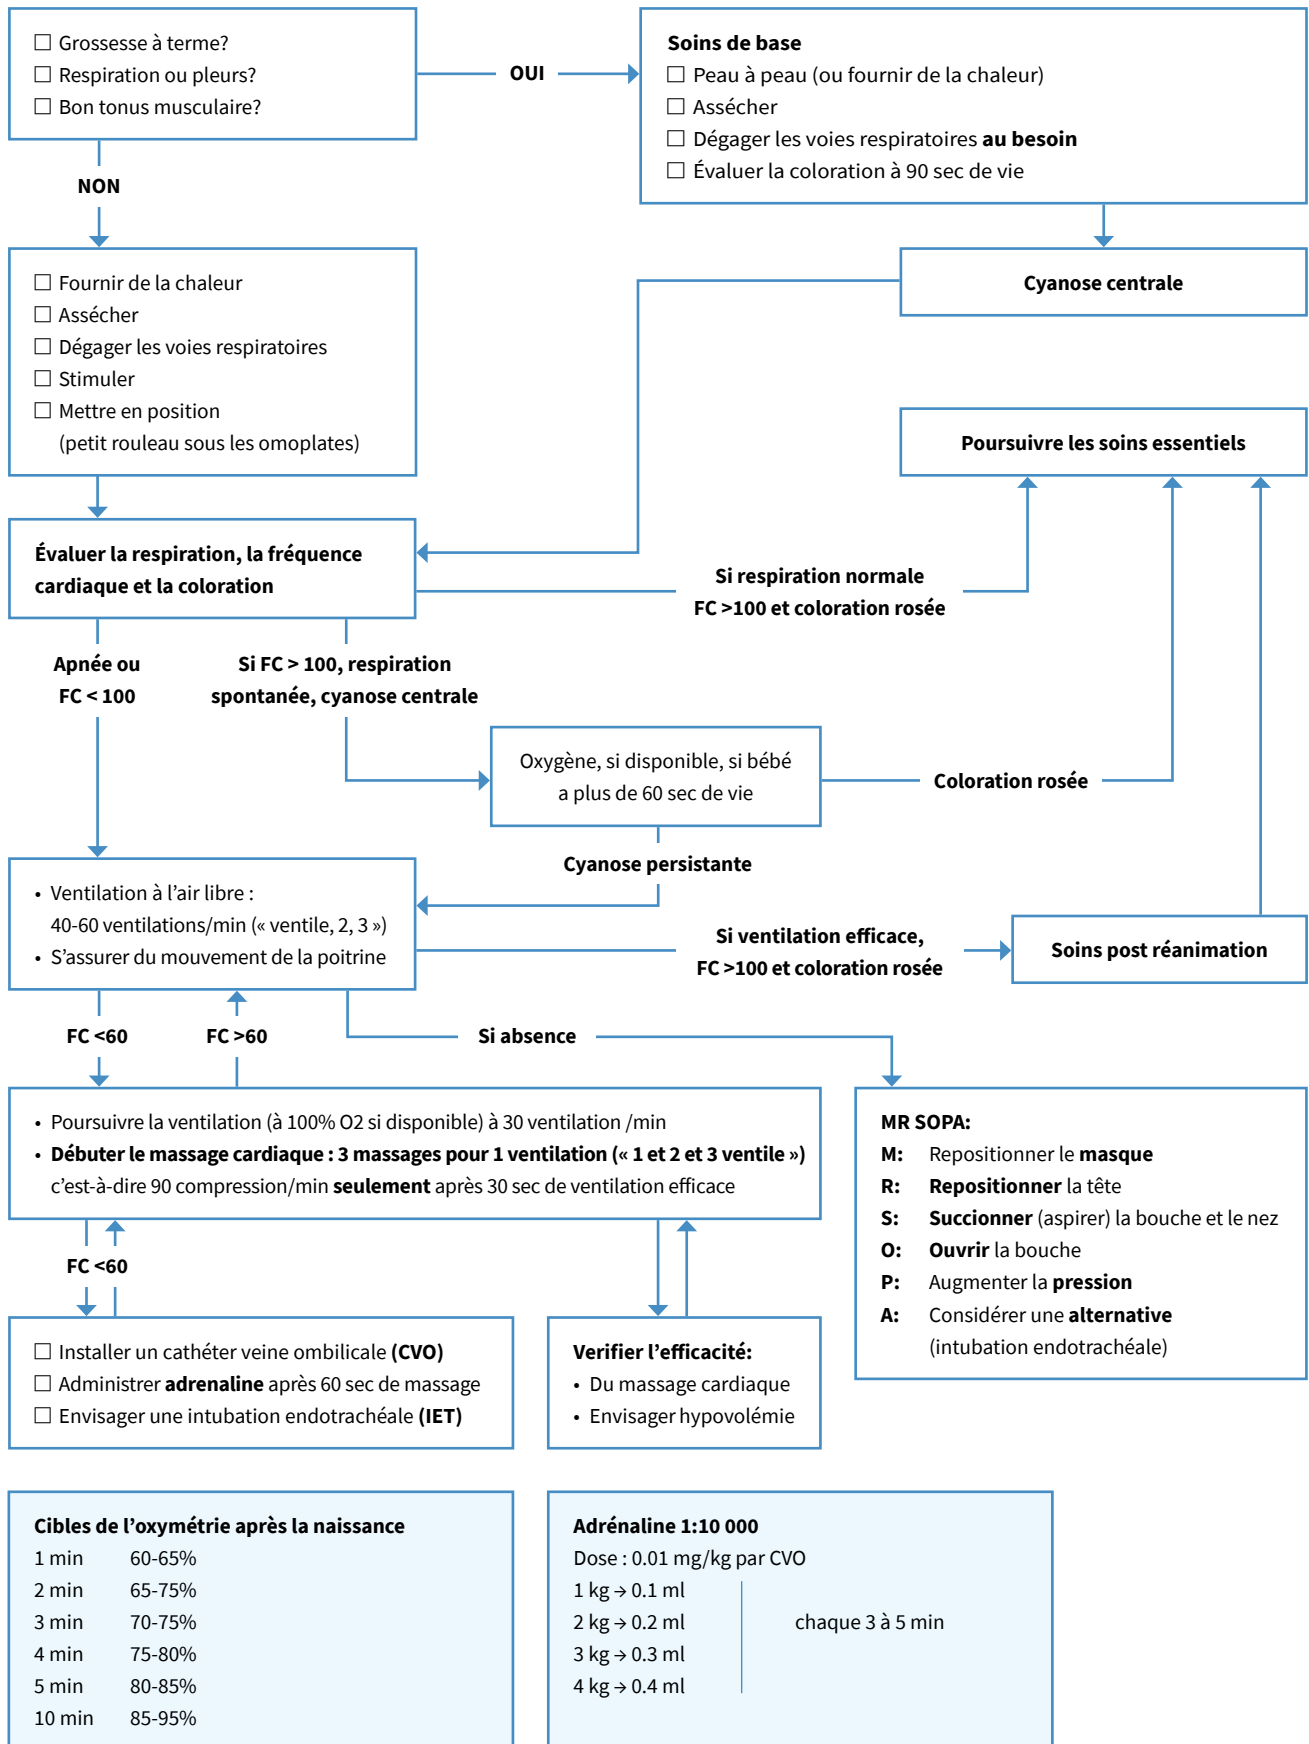 ☐ Grossesse à terme?
☐ Respiration ou pleurs?
☐ Bon tonus musculaire?
OUI
Soins de base
☐ Peau à peau (ou fournir de la chaleur)
☐ Assécher
☐ Dégager les voies respiratoires au besoin
☐ Évaluer la coloration à 90 sec de vie
NON
☐ Fournir de la chaleur
☐ Assécher
☐ Dégager les voies respiratoires
☐ Stimuler
☐ Mettre en position
(petit rouleau sous les omoplates)
Cyanose centrale
Poursuivre les soins essentiels
Évaluer la respiration, la fréquence
cardiaque et la coloration
Si respiration normale
FC >100 et coloration rosée
Apnée ou
FC < 100
Si FC > 100, respiration
spontanée, cyanose centrale
Oxygène, si disponible, si bébé
a plus de 60 sec de vie
Coloration rosée
Cyanose persistante
• Ventilation à l’air libre :
40-60 ventilations/min (« ventile, 2, 3 »)
• S’assurer du mouvement de la poitrine
Si ventilation efficace,
FC >100 et coloration rosée
Soins post réanimation
FC <60
FC >60
Si absence
• Poursuivre la ventilation (à 100% O2 si disponible) à 30 ventilation /min
• Débuter le massage cardiaque : 3 massages pour 1 ventilation (« 1 et 2 et 3 ventile »)
c’est-à-dire 90 compression/min seulement après 30 sec de ventilation efficace
MR SOPA:
M: Repositionner le masque
R: Repositionner la tête
S: Succionner (aspirer) la bouche et le nez
O: Ouvrir la bouche
P: Augmenter la pression
A: Considérer une alternative
(intubation endotrachéale)
FC <60
☐ Installer un cathéter veine ombilicale (CVO)
☐ Administrer adrenaline après 60 sec de massage
☐ Envisager une intubation endotrachéale (IET)
Verifier l’efficacité:
• Du massage cardiaque
• Envisager hypovolémie
Cibles de l’oxymétrie après la naissance
1 min 60-65%
2 min 65-75%
3 min 70-75%
4 min 75-80%
5 min 80-85%
10 min 85-95%
Adrénaline 1:10 000
Dose : 0.01 mg/kg par CVO
1 kg → 0.1 ml
2 kg → 0.2 ml
3 kg → 0.3 ml
4 kg → 0.4 ml
chaque 3 à 5 min